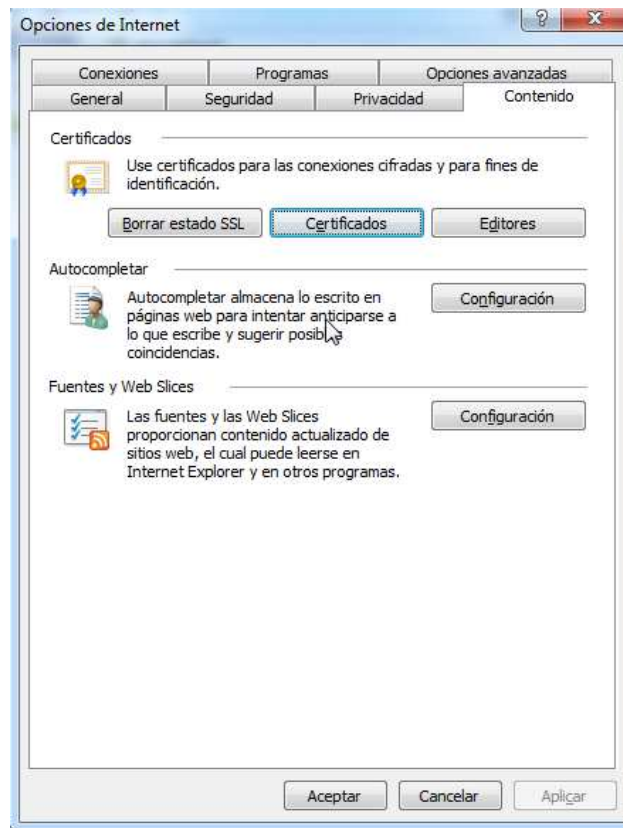 Opciones de Internet
Conexiones Programas Opciones avanzadas
General Seguridad Privacidad Contenido
Certificados
Use certificados para las conexiones cifradas y para fines de
identificación.
Borrar estado SSL Certificados Editores
Autocompletar
Autocompletar almacena lo escrito en
páginas web para intentar anticiparse a
lo que escribe y sugerir
coincidencias.
Configuración
Fuentes y Web Slices
Las fuentes y las Web Slices
proporcionan contenido actualizado de
sitios web, el cual puede leerse en
Internet Explorer y en otros programas.
Configuración
Aceptar Cancelar Aplicar